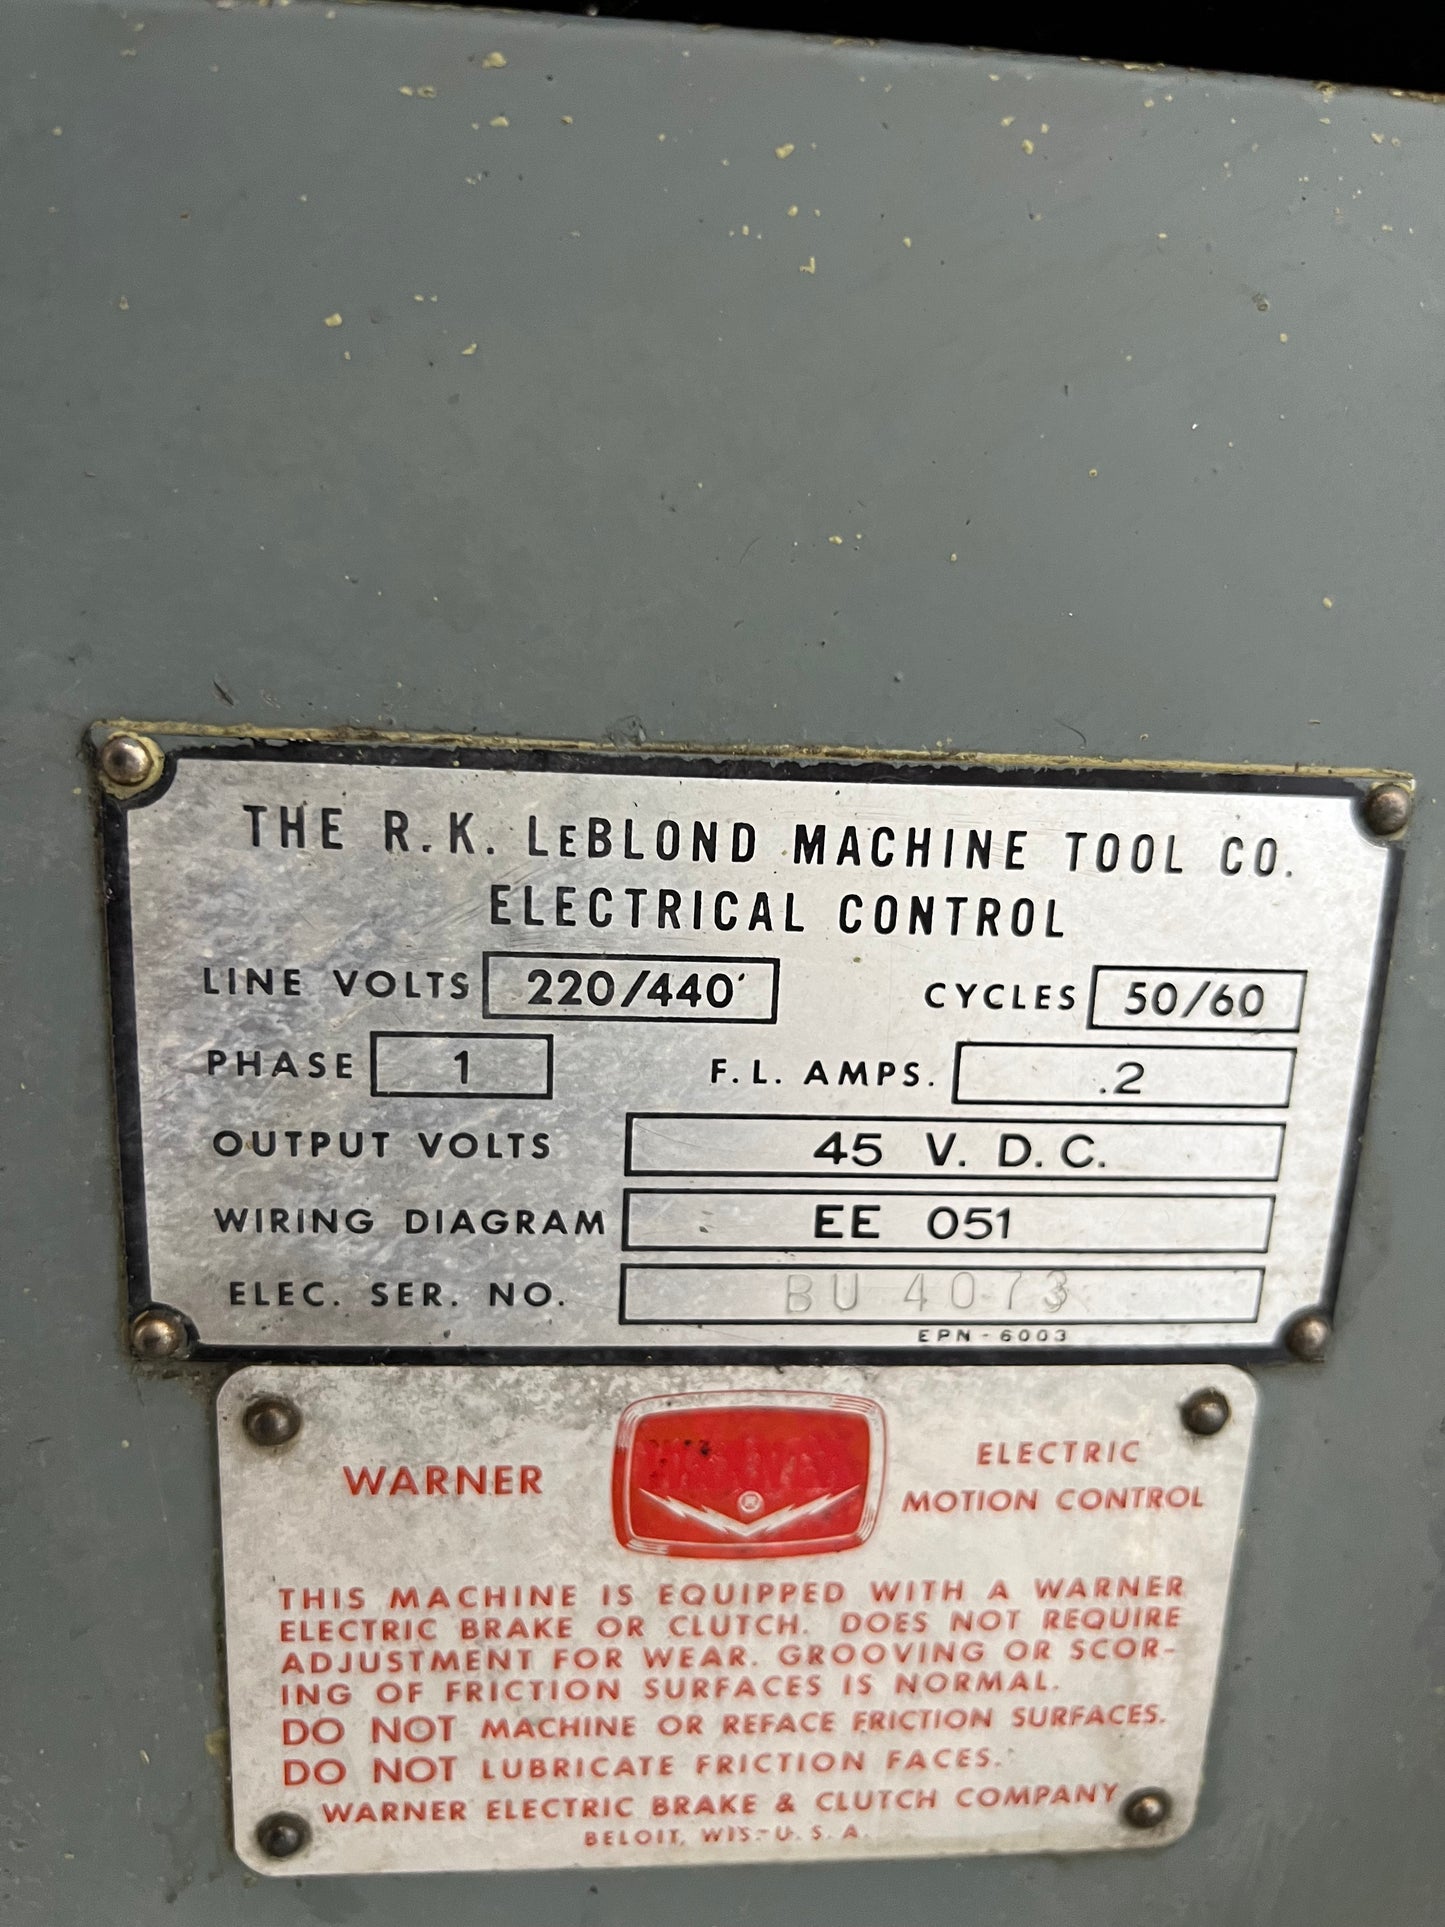 THE R.K. LeBLOND MACHINE TOOL CO.
ELECTRICAL CONTROL
LINE VOLTS 220/440 CYCLES 50/60
PHASE 1 F.L. AMPS. .2
OUTPUT VOLTS 45 V. D. C.
WIRING DIAGRAM EE 051
ELEC. SER. NO. BU 4073
EPN-6003
WARNER ELECTRIC
MOTION CONTROL
®
THIS MACHINE IS EQUIPPED WITH A WARNER
ELECTRIC BRAKE OR CLUTCH. DOES NOT REQUIRE
ADJUSTMENT FOR WEAR. GROOVING OR SCOR-
ING OF FRICTION SURFACES IS NORMAL.
DO NOT MACHINE OR REFACE FRICTION SURFACES.
DO NOT LUBRICATE FRICTION FACES.
WARNER ELECTRIC BRAKE & CLUTCH COMPANY
BELOIT, WIS.-U. S. A.